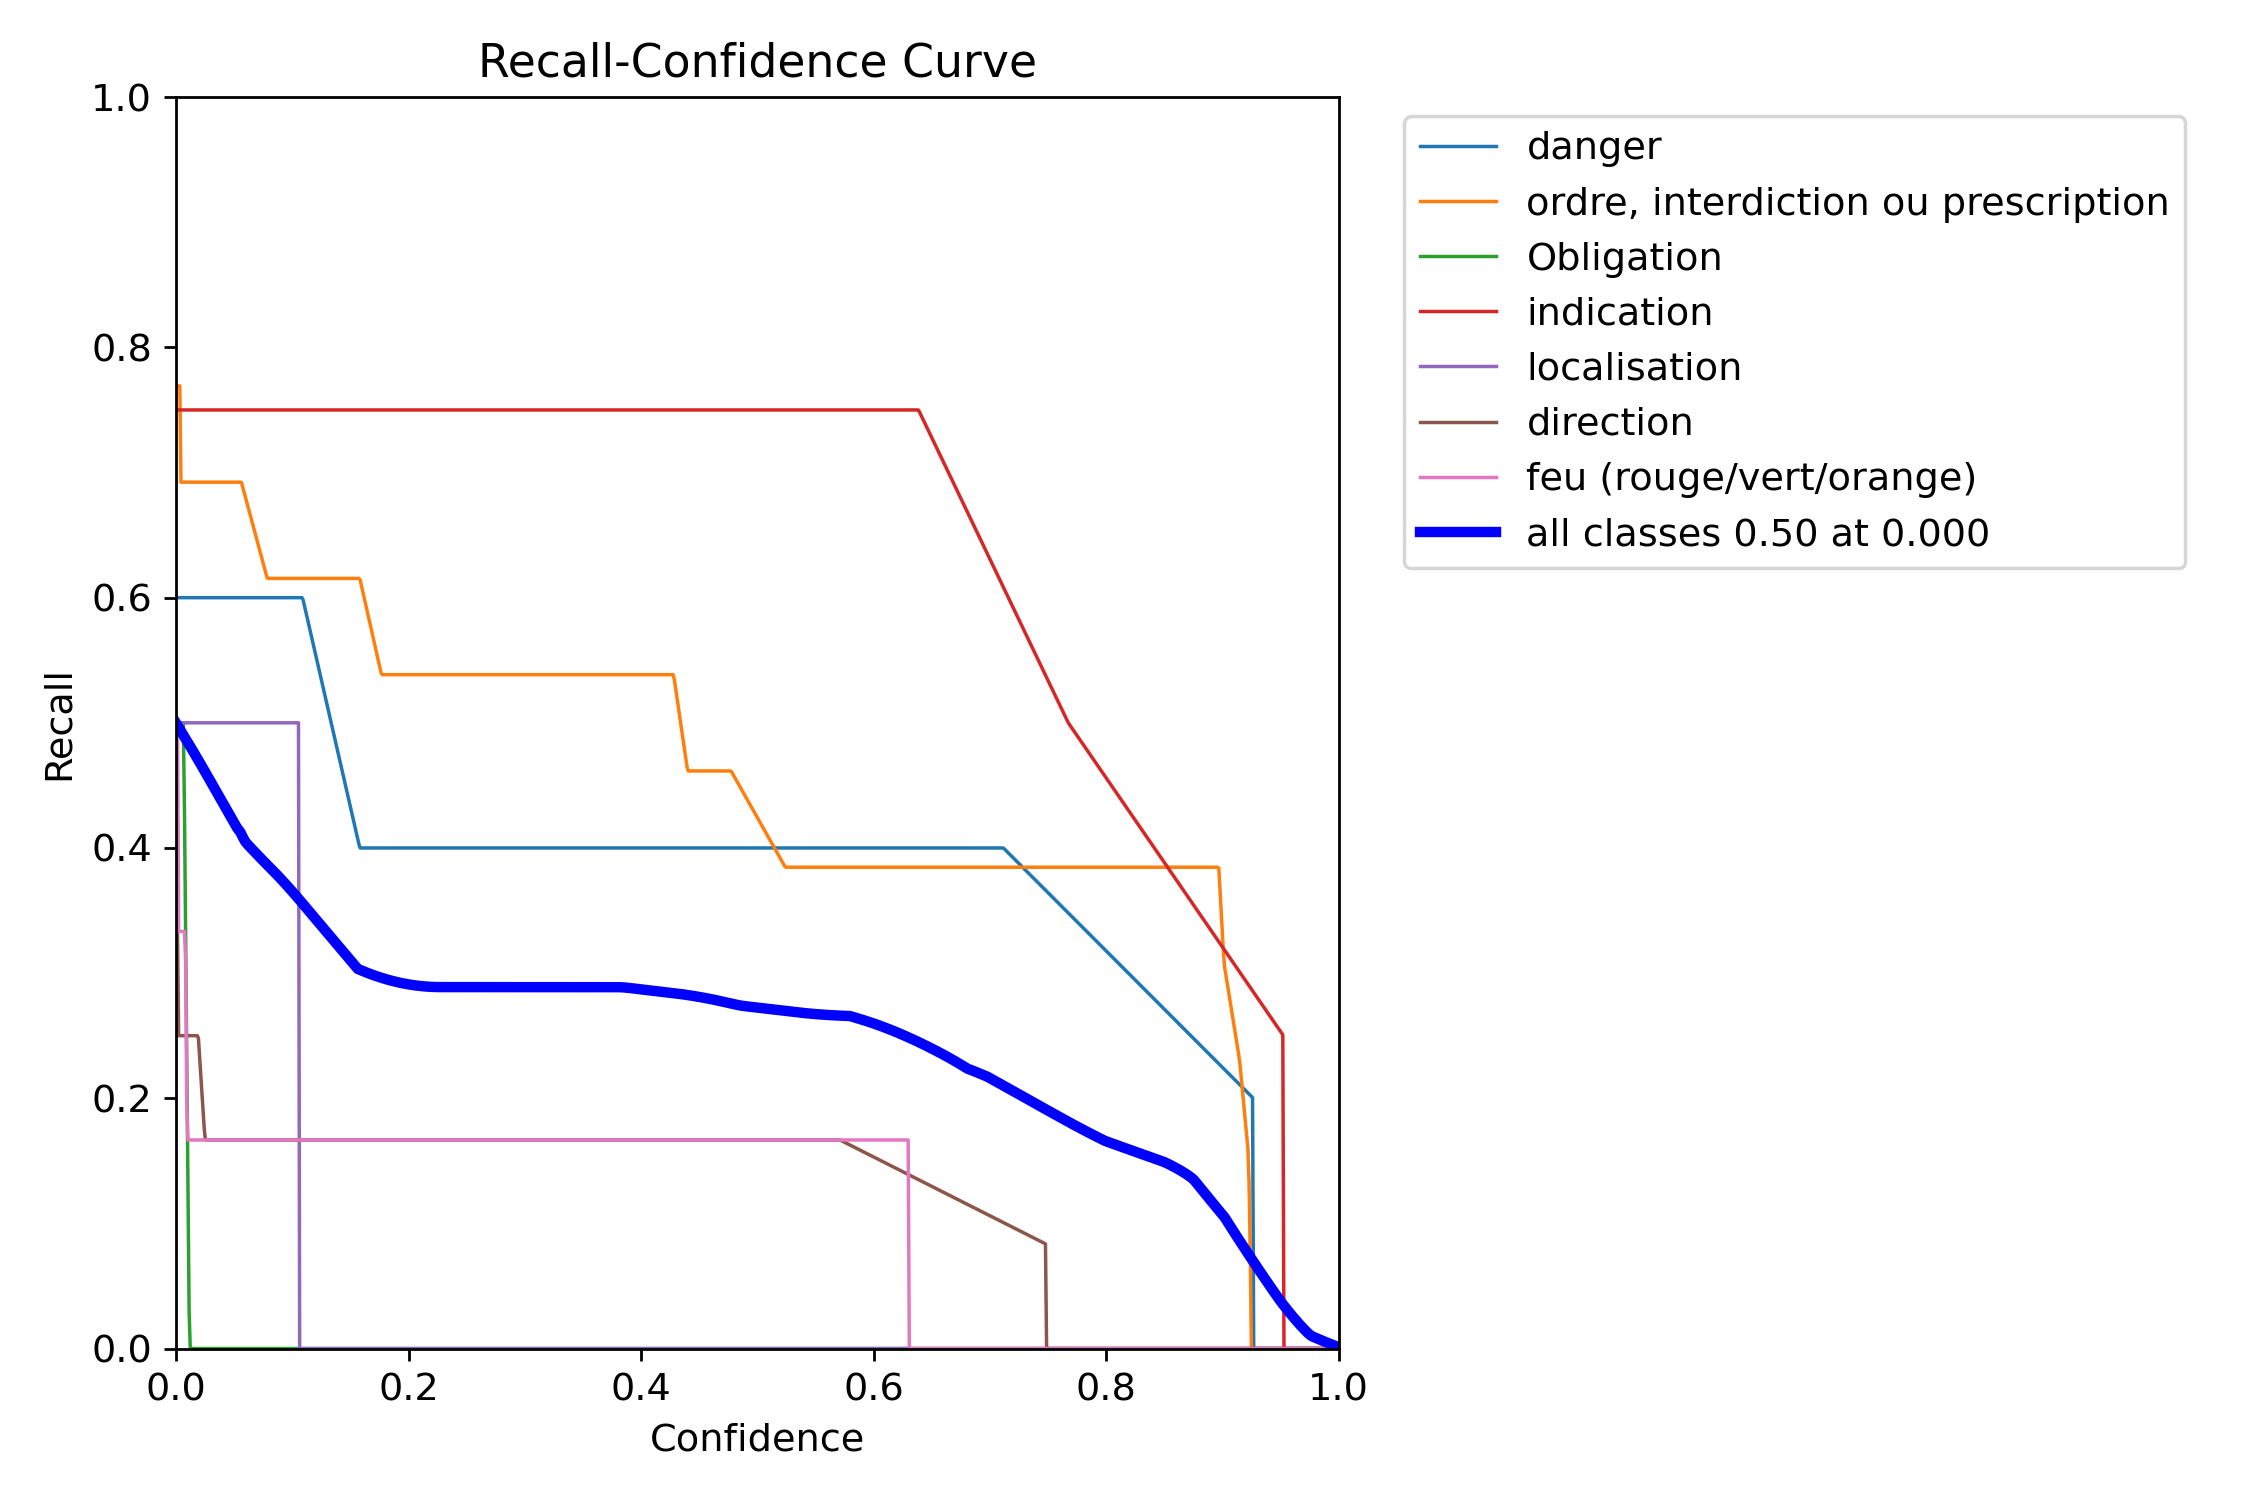 Recall-Confidence Curve
1.0
0.8
0.6
0.4
0.2
0.0
Recall
0.0 0.2 0.4 0.6 0.8 1.0
Confidence
danger
ordre, interdiction ou prescription
Obligation
indication
localisation
direction
feu (rouge/vert/orange)
all classes 0.50 at 0.000